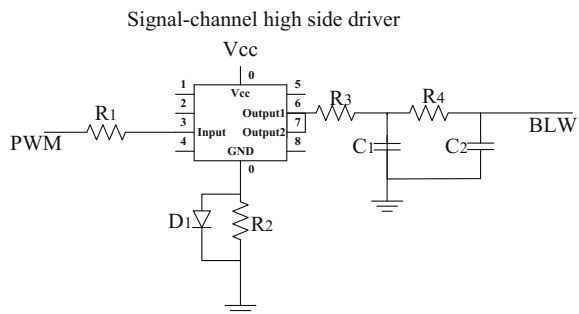 Signal-channel high side driver
Vcc
0
1
5
Vcc
2
6
R1
Output1
R3
R4
3
7
PWM
Input
Output2
BLW
4
8
C1
C2
GND
0
D1
R2